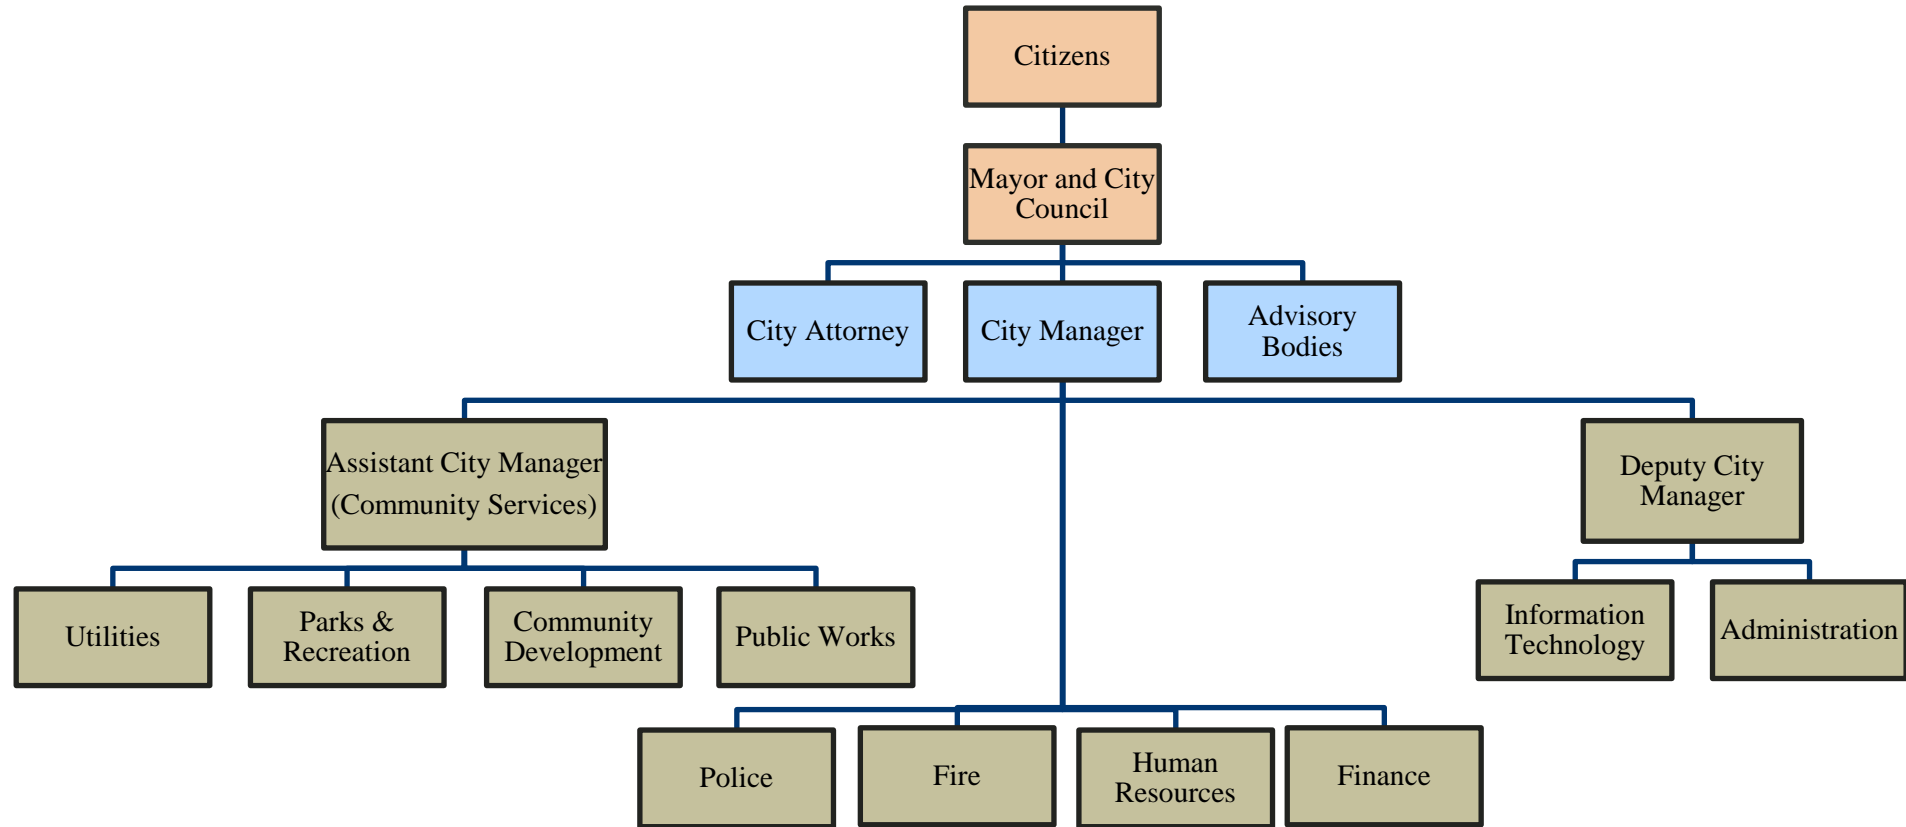 Citizens
Mayor and City
Council
City Attorney
City Manager
Advisory
Bodies
Assistant City Manager
(Community Services)
Deputy City
Manager
Utilities
Parks &
Recreation
Community
Development
Public Works
Information
Technology
Administration
Police
Fire
Human
Resources
Finance